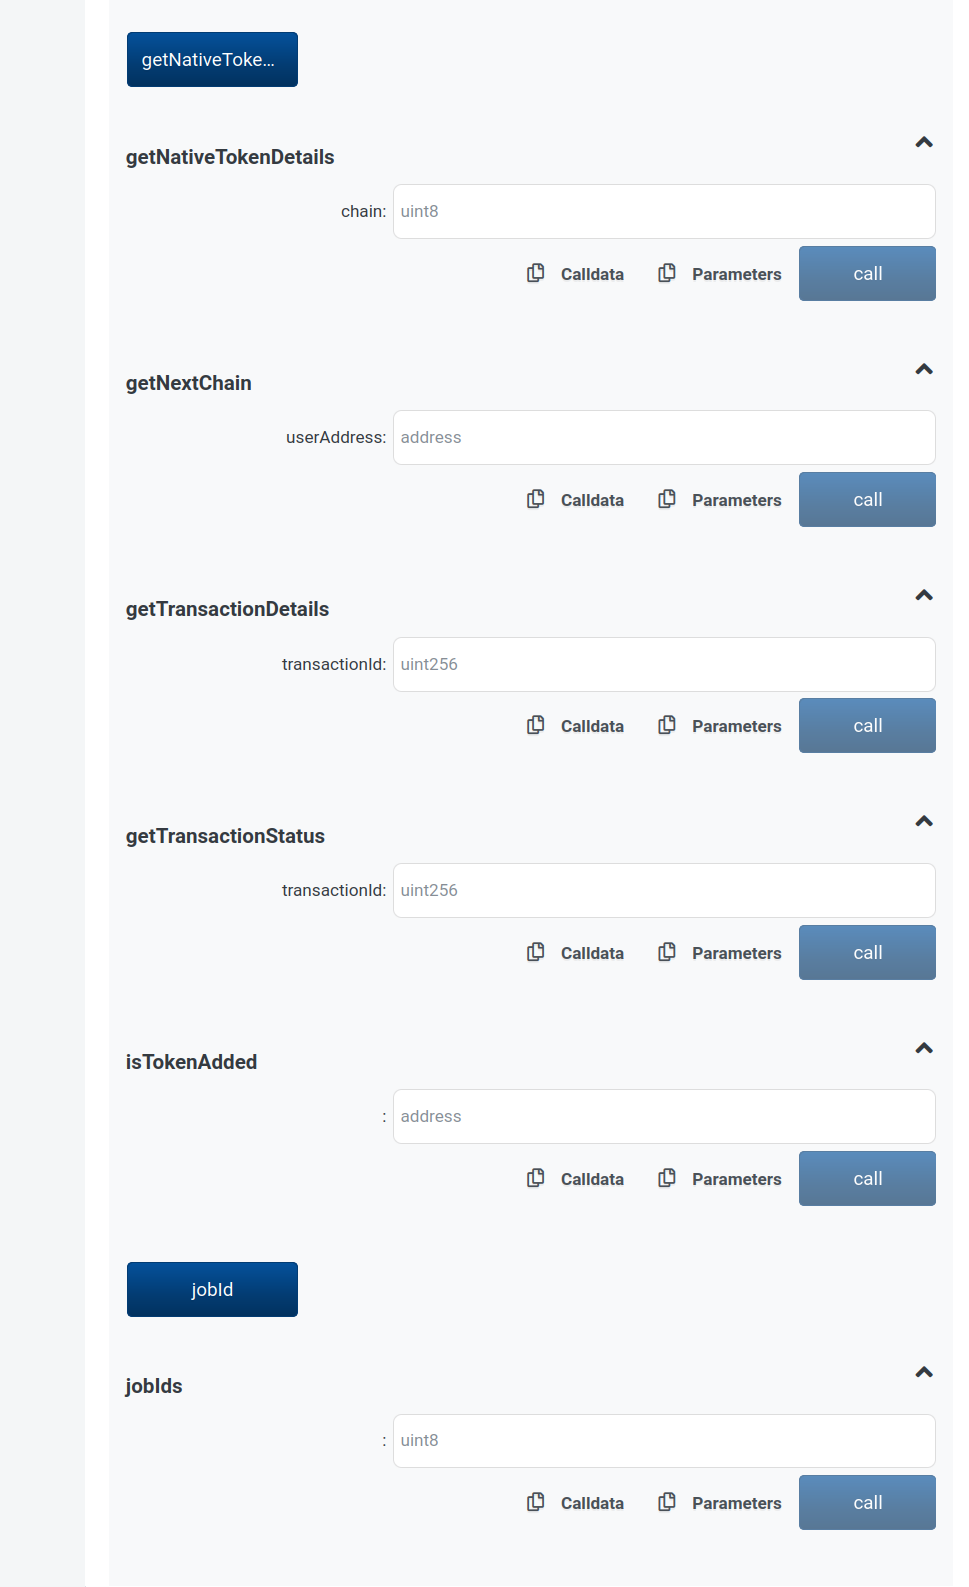 getNativeToke...
getNativeTokenDetails
chain: uint8
Calldata Parameters call
getNextChain
userAddress: address
Calldata Parameters call
getTransactionDetails
transactionId: uint256
Calldata Parameters call
getTransactionStatus
transactionId: uint256
Calldata Parameters call
isTokenAdded
: address
Calldata Parameters call
jobId
jobIds
: uint8
Calldata Parameters call